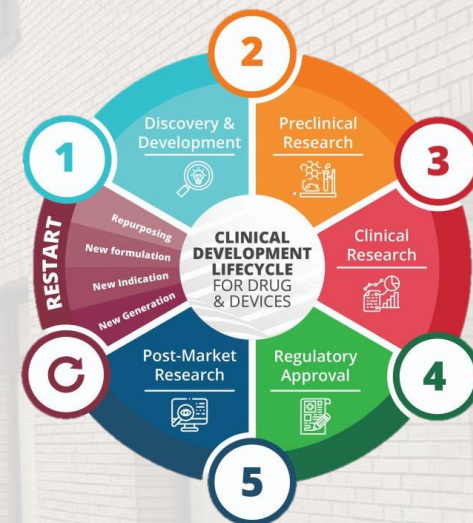 CLINICAL
DEVELOPMENT
LIFECYCLE
FOR DRUG
& DEVICES
1
Discovery &
Development
2
Preclinical
Research
3
Clinical
Research
4
Regulatory
Approval
5
Post-Market
Research
RESTART
Repurposing
New formulation
New Indication
New Generation